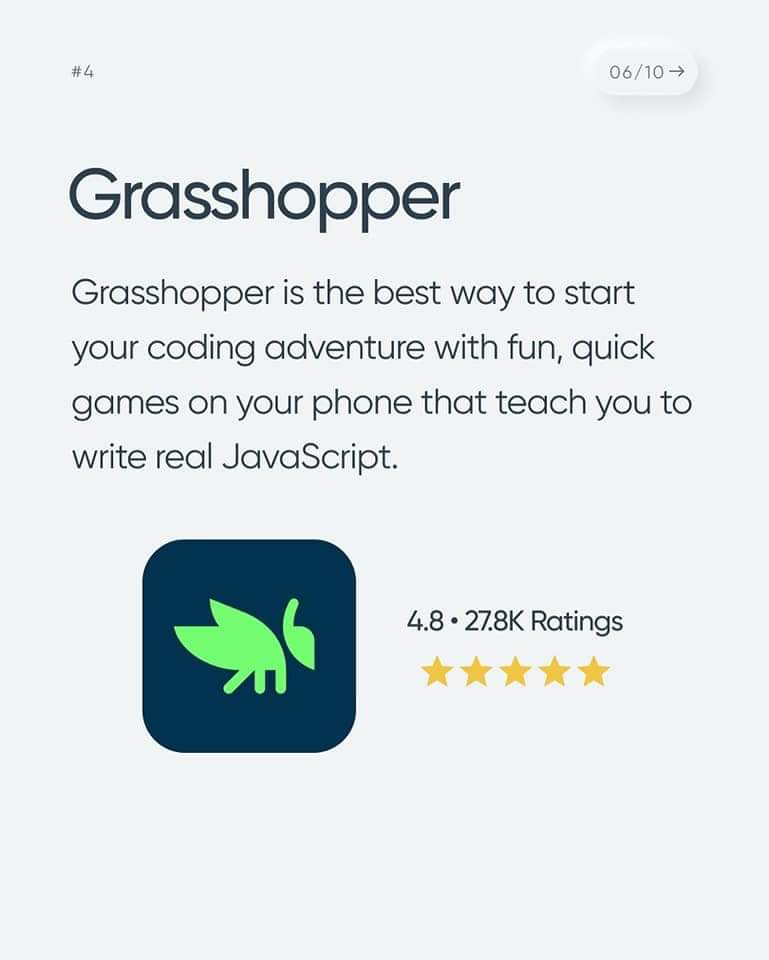 #4
06/10 →
Grasshopper
Grasshopper is the best way to start
your coding adventure with fun, quick
games on your phone that teach you to
write real JavaScript.
4.8 • 27.8K Ratings